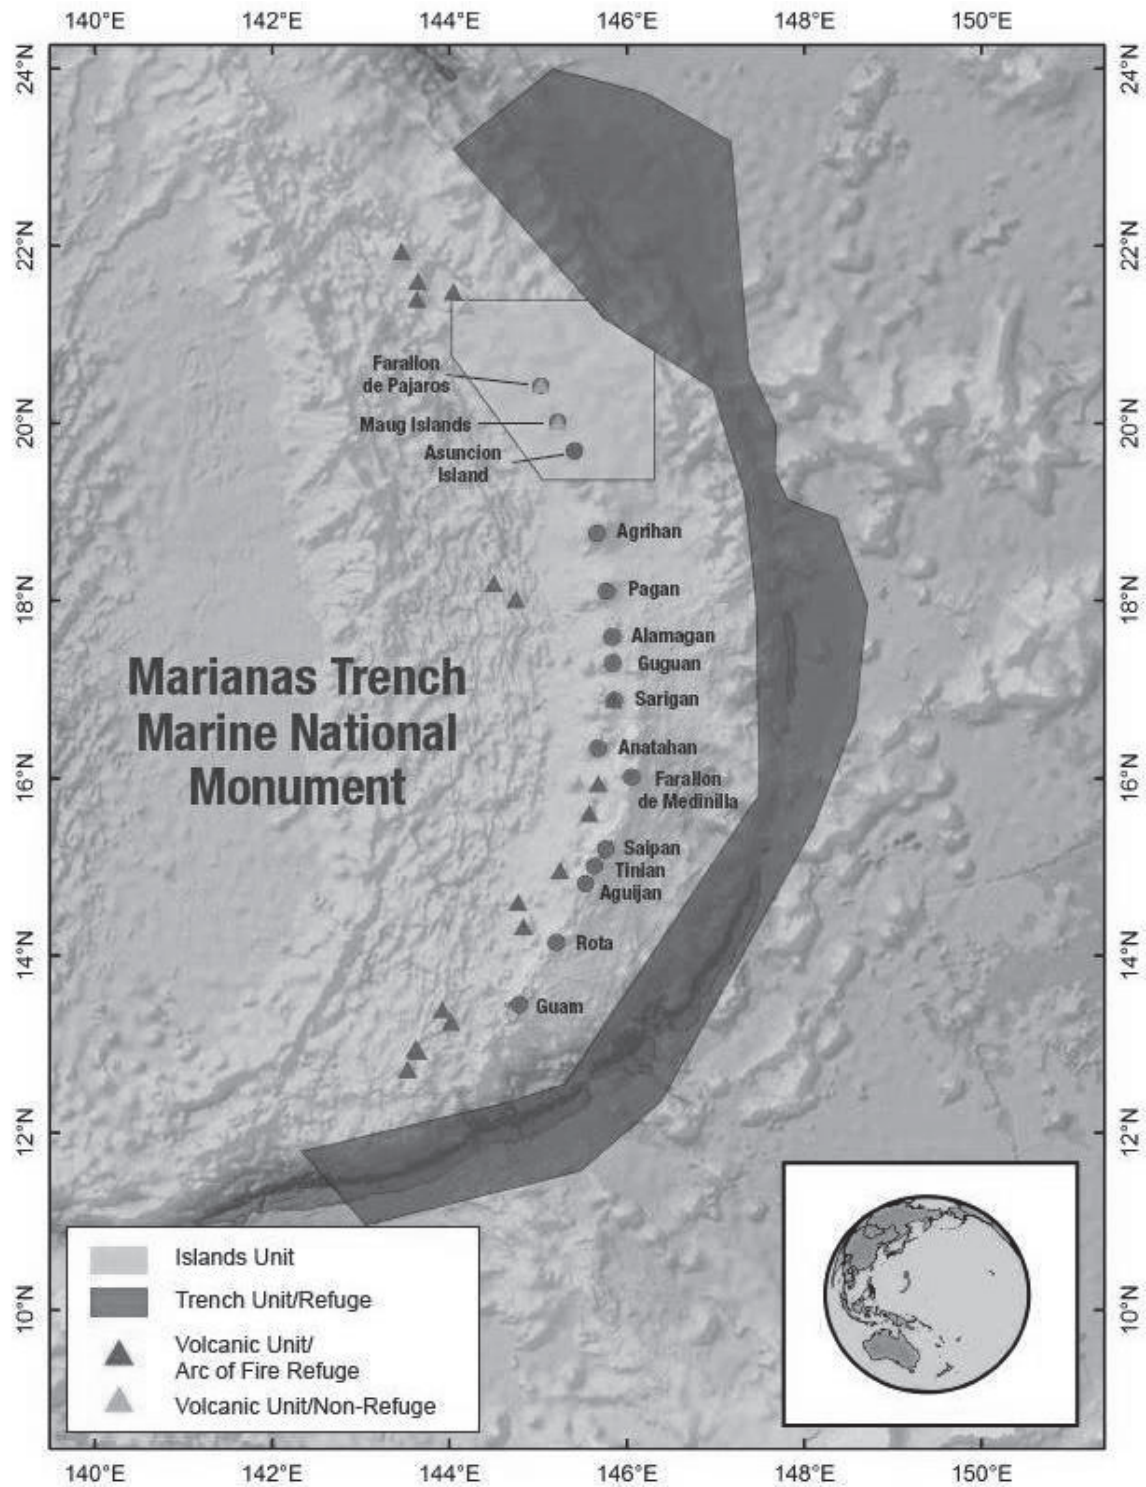 140°E 142°E 144°E 146°E 148°E 150°E
24°N 24°N
22°N 22°N
Farallon
de Pajaros
20°N 20°N
Maug Islands
Asuncion
Island
Agrihan
18°N 18°N
Pagan
Alamagan
Guguan
Sarigan
Marianas Trench
Marine National
Monument
Anatahan
16°N 16°N
Farallon
de Medinilla
Saipan
Tinian
Aguijan
14°N 14°N
Rota
Guam
12°N 12°N
Islands Unit
Trench Unit/Refuge
10°N 10°N
Volcanic Unit/
Arc of Fire Refuge
Volcanic Unit/Non-Refuge
140°E 142°E 144°E 146°E 148°E 150°E